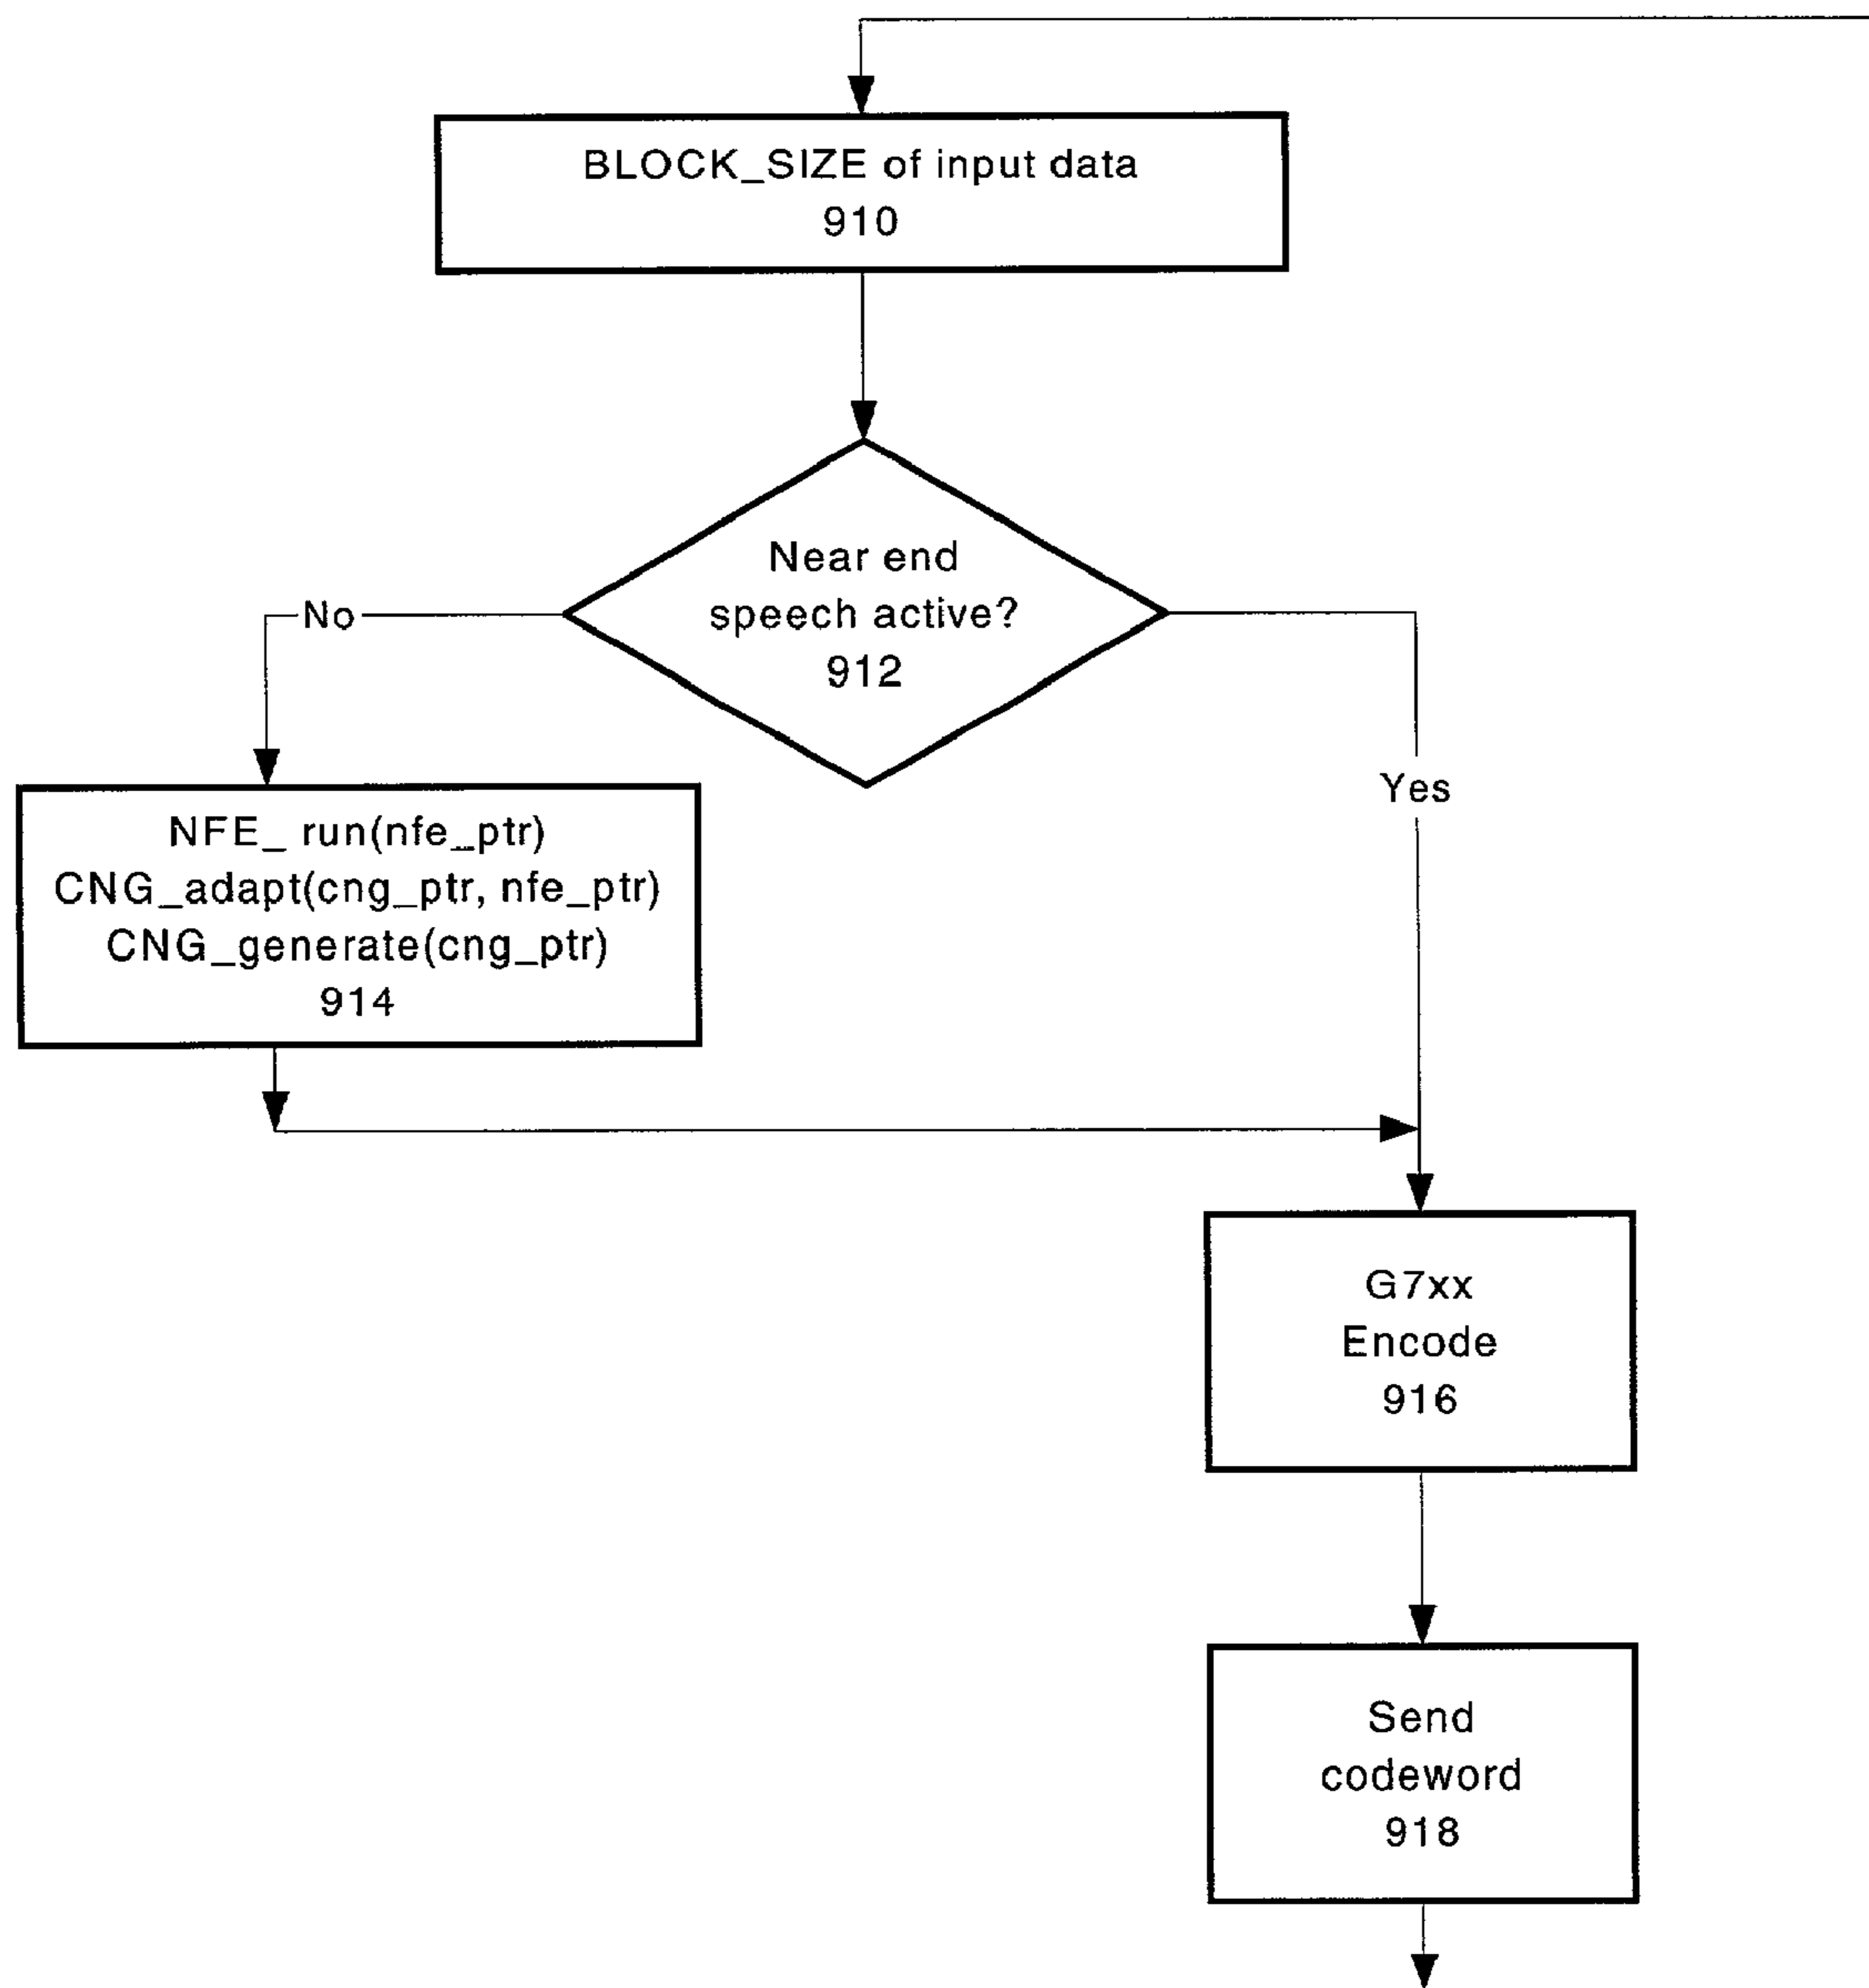 BLOCK_SIZE of input data
910
Near end
speech active?
912
No
Yes
NFE_ run(nfe_ptr)
CNG_adapt(cng_ptr, nfe_ptr)
CNG_generate(cng_ptr)
914
G7xx
Encode
916
Send
codeword
918